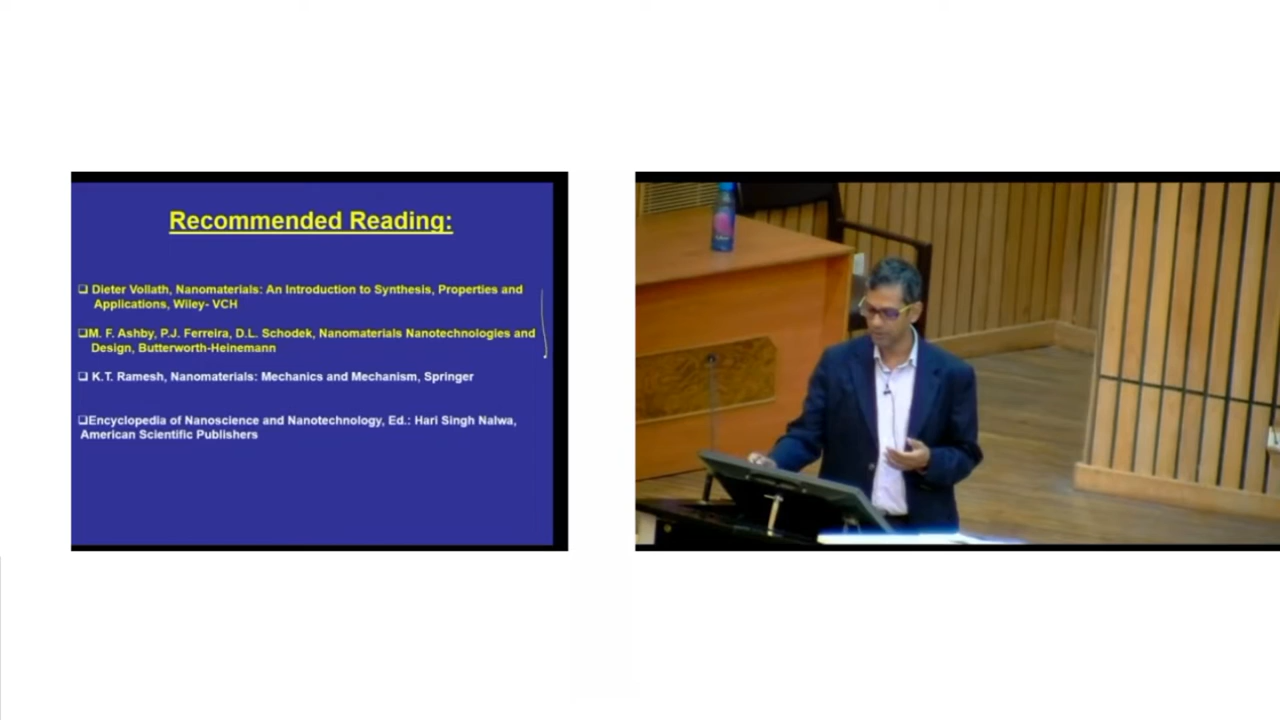 Recommended Reading:
❑ Dieter Vollath, Nanomaterials: An Introduction to Synthesis, Properties and
Applications, Wiley- VCH
❑M. F. Ashby, P.J. Ferreira, D.L. Schodek, Nanomaterials Nanotechnologies and
Design, Butterworth-Heinemann
❑ K.T. Ramesh, Nanomaterials: Mechanics and Mechanism, Springer
❑Encyclopedia of Nanoscience and Nanotechnology, Ed.: Hari Singh Nalwa,
American Scientific Publishers